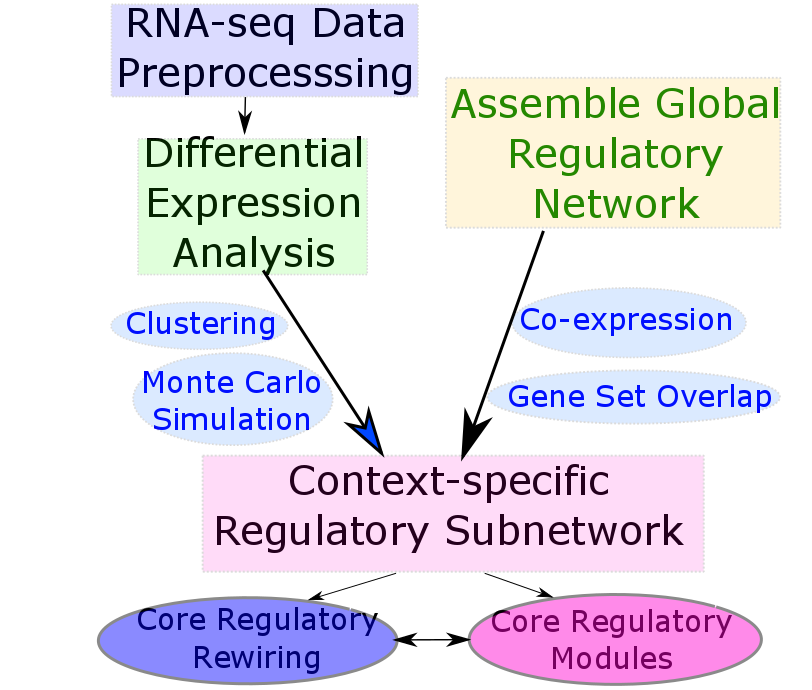 RNA-seq Data
Preprocesssing
Differential
Expression
Analysis
Assemble Global
Regulatory
Network
Clustering
Monte Carlo
Simulation
Co-expression
Gene Set Overlap
Context-specific
Regulatory Subnetwork
Core Regulatory
Rewiring
Core Regulatory
Modules